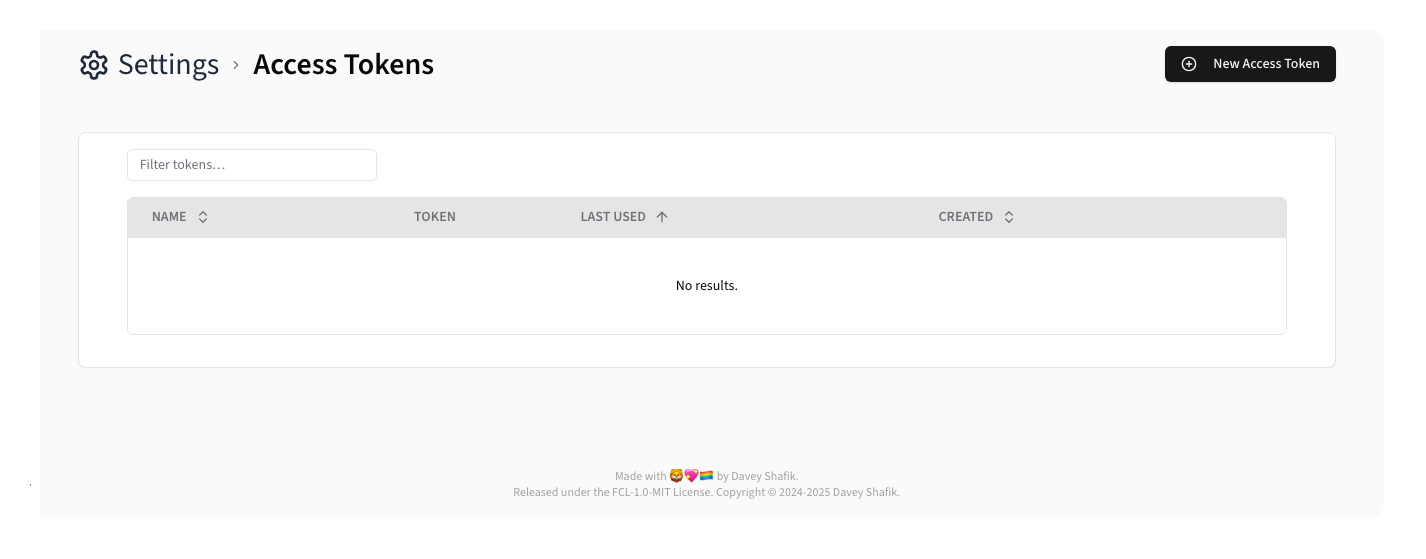 Settings > Access Tokens
New Access Token
Filter tokens...
NAME TOKEN LAST USED CREATED
No results.
Made with 🦁💖🏳️‍🌈 by Davey Shafik.
Released under the FCL-1.0-MIT License. Copyright © 2024-2025 Davey Shafik.